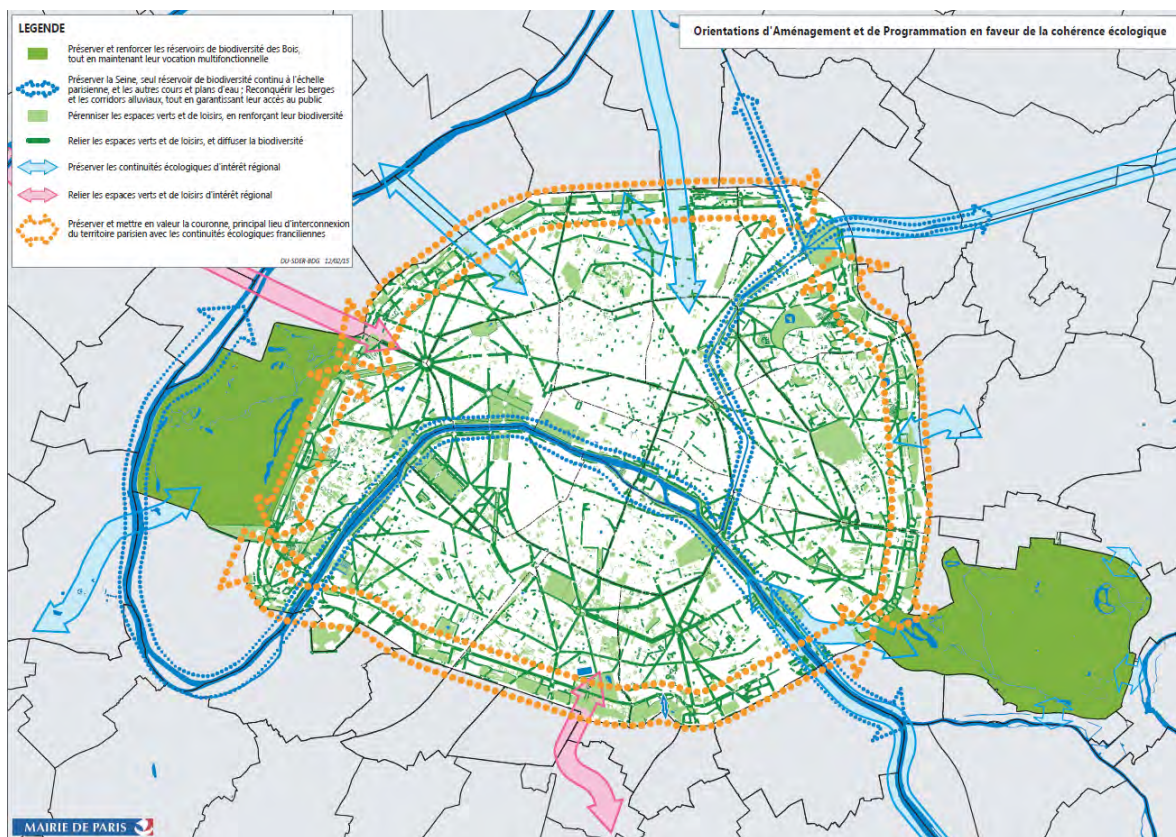 LEGENDE
Préserver et renforcer les réservoirs de biodiversité des Bois,
tout en maintenant leur vocation multifonctionnelle
Préserver la Seine, seul réservoir de biodiversité continu à l'échelle
parisienne, et les autres cours et plans d'eau ; Reconquérir les berges
et les corridors alluviaux, tout en garantissant leur accès au public
Pérenniser les espaces verts et de loisirs, en renforçant leur biodiversité
Relier les espaces verts et de loisirs, et diffuser la biodiversité
Préserver les continuités écologiques d'intérêt régional
Relier les espaces verts et de loisirs d'intérêt régional
Préserver et mettre en valeur la couronne, principal lieu d'interconnexion
du territoire parisien avec les continuités écologiques franciliennes
DU-SDER-BDG 12/02/15
Orientations d'Aménagement et de Programmation en faveur de la cohérence écologique
MAIRIE DE PARIS